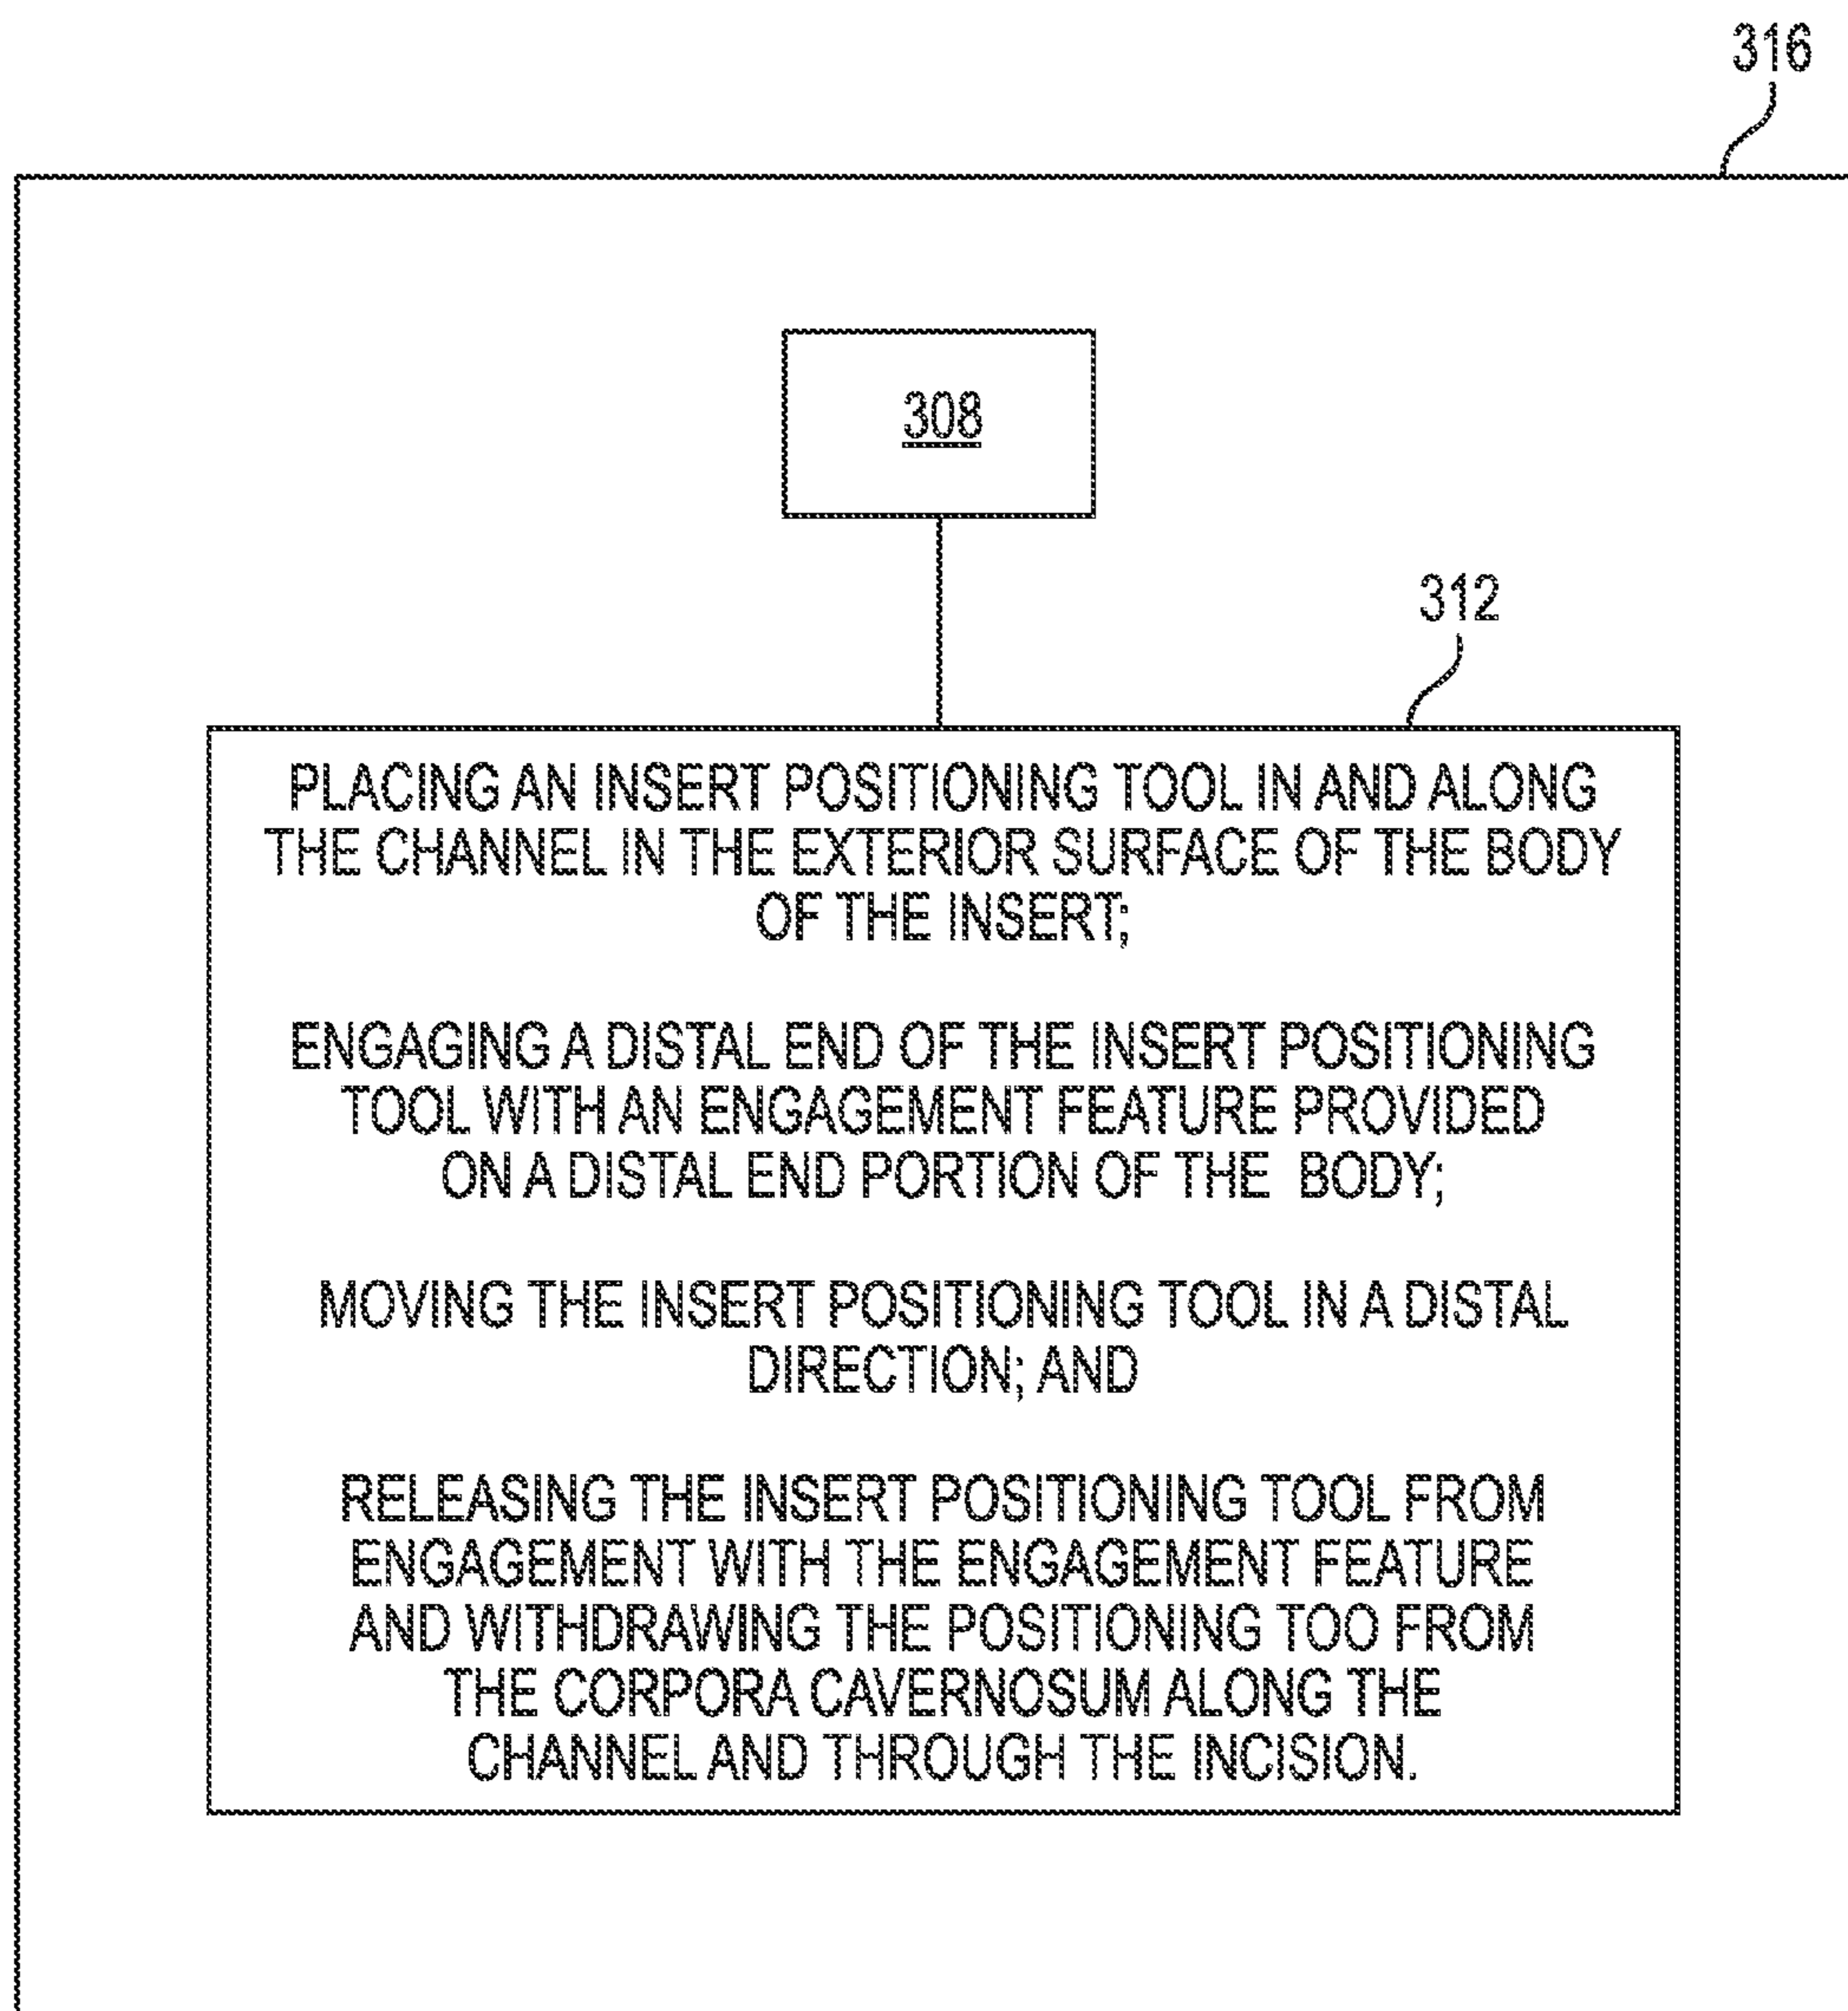 316
308
312
PLACING AN INSERT POSITIONING TOOL IN AND ALONG
THE CHANNEL IN THE EXTERIOR SURFACE OF THE BODY
OF THE INSERT;
ENGAGING A DISTAL END OF THE INSERT POSITIONING
TOOL WITH AN ENGAGEMENT FEATURE PROVIDED
ON A DISTAL END PORTION OF THE BODY;
MOVING THE INSERT POSITIONING TOOL IN A DISTAL
DIRECTION; AND
RELEASING THE INSERT POSITIONING TOOL FROM
ENGAGEMENT WITH THE ENGAGEMENT FEATURE
AND WITHDRAWING THE POSITIONING TOO FROM
THE CORPORA CAVERNOSUM ALONG THE
CHANNEL AND THROUGH THE INCISION.